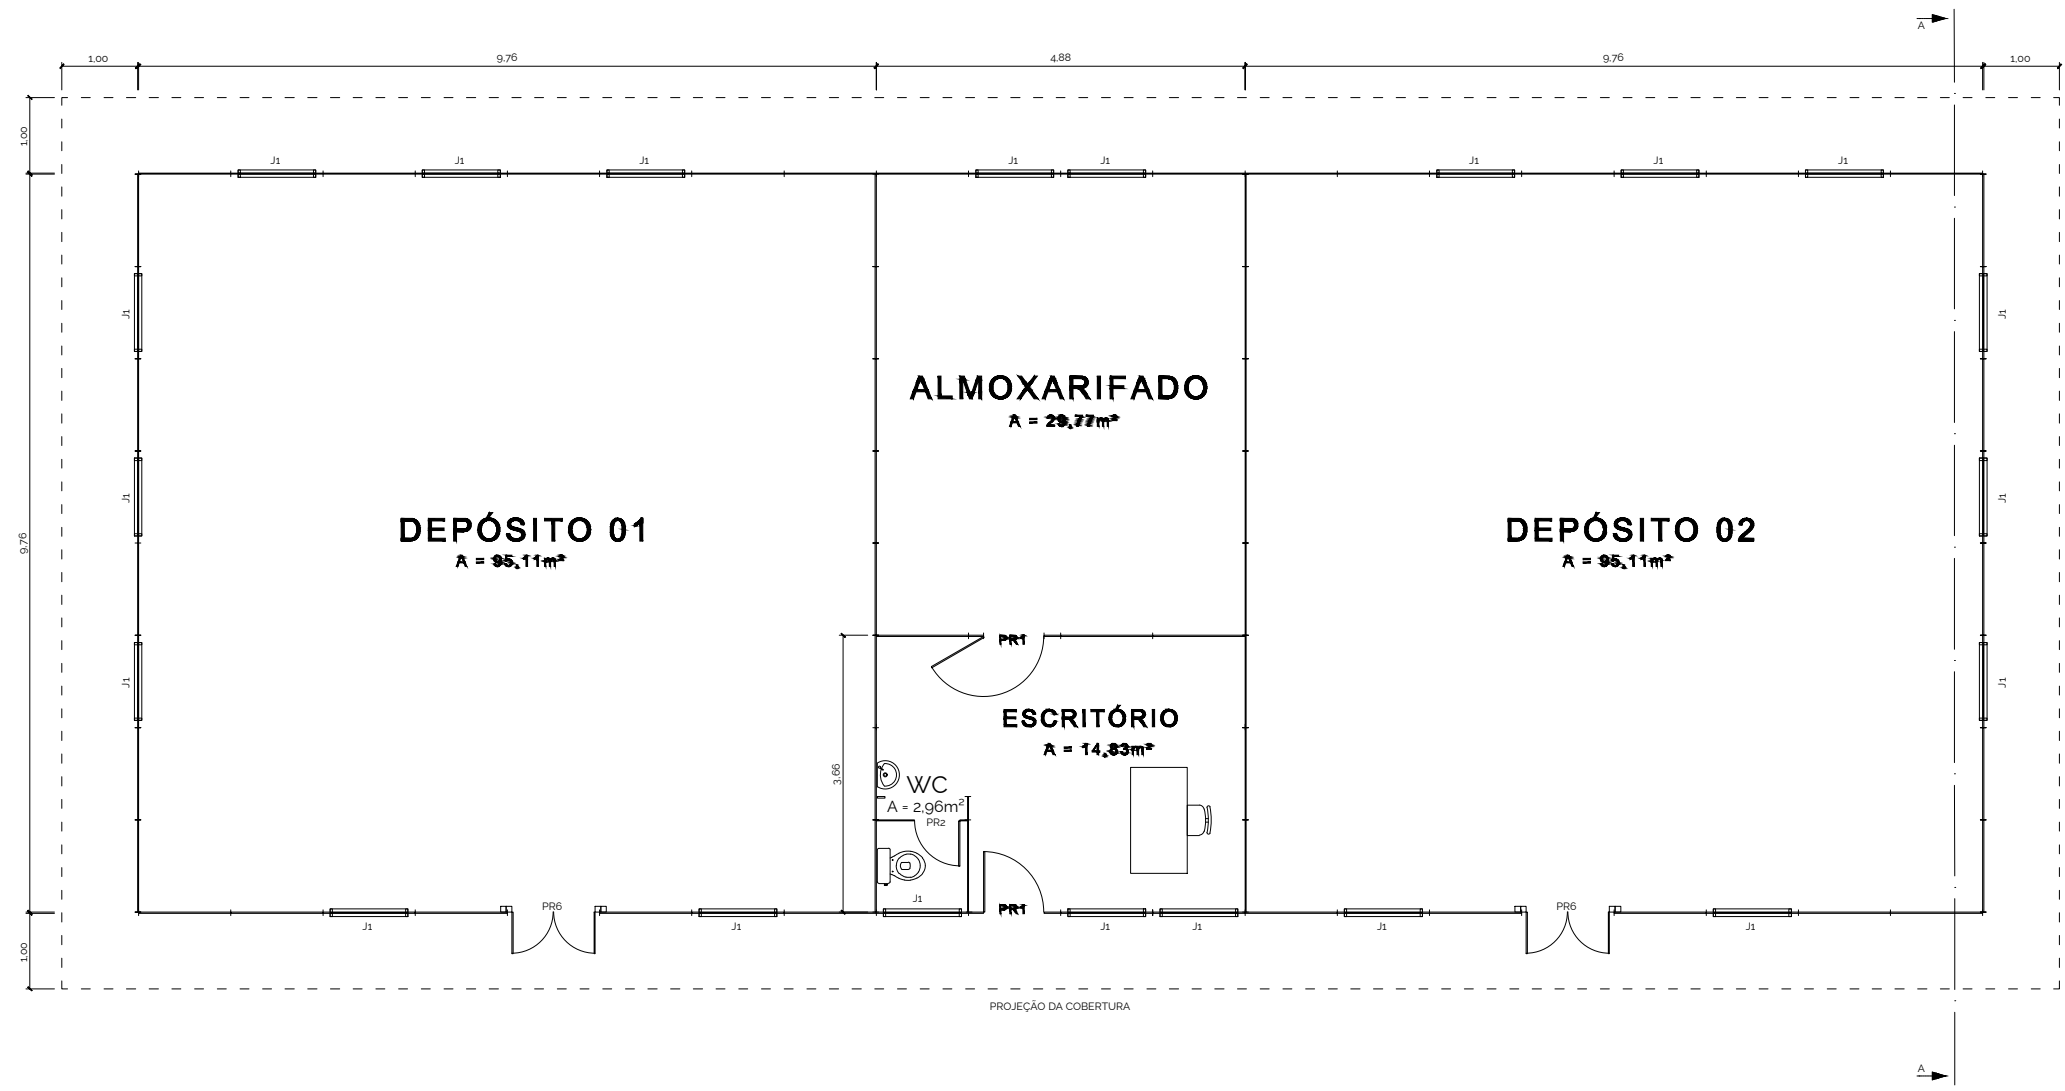 A
1,00
9,76
4,88
9,76
1,00
1,00
J1
J1
J1
J1
J1
J1
J1
J1
J1
J1
ALMOXARIFADO
A = 29,77m²
J1
J1
DEPÓSITO 01
A = 95,11m²
DEPÓSITO 02
A = 95,11m²
9,76
PR1
J1
J1
ESCRITÓRIO
A = 14,83m²
3,66
WC
A = 2,96m²
PR2
J1
PR6
PR1
PR6
J1
J1
J1
J1
J1
J1
1,00
PROJEÇÃO DA COBERTURA
A